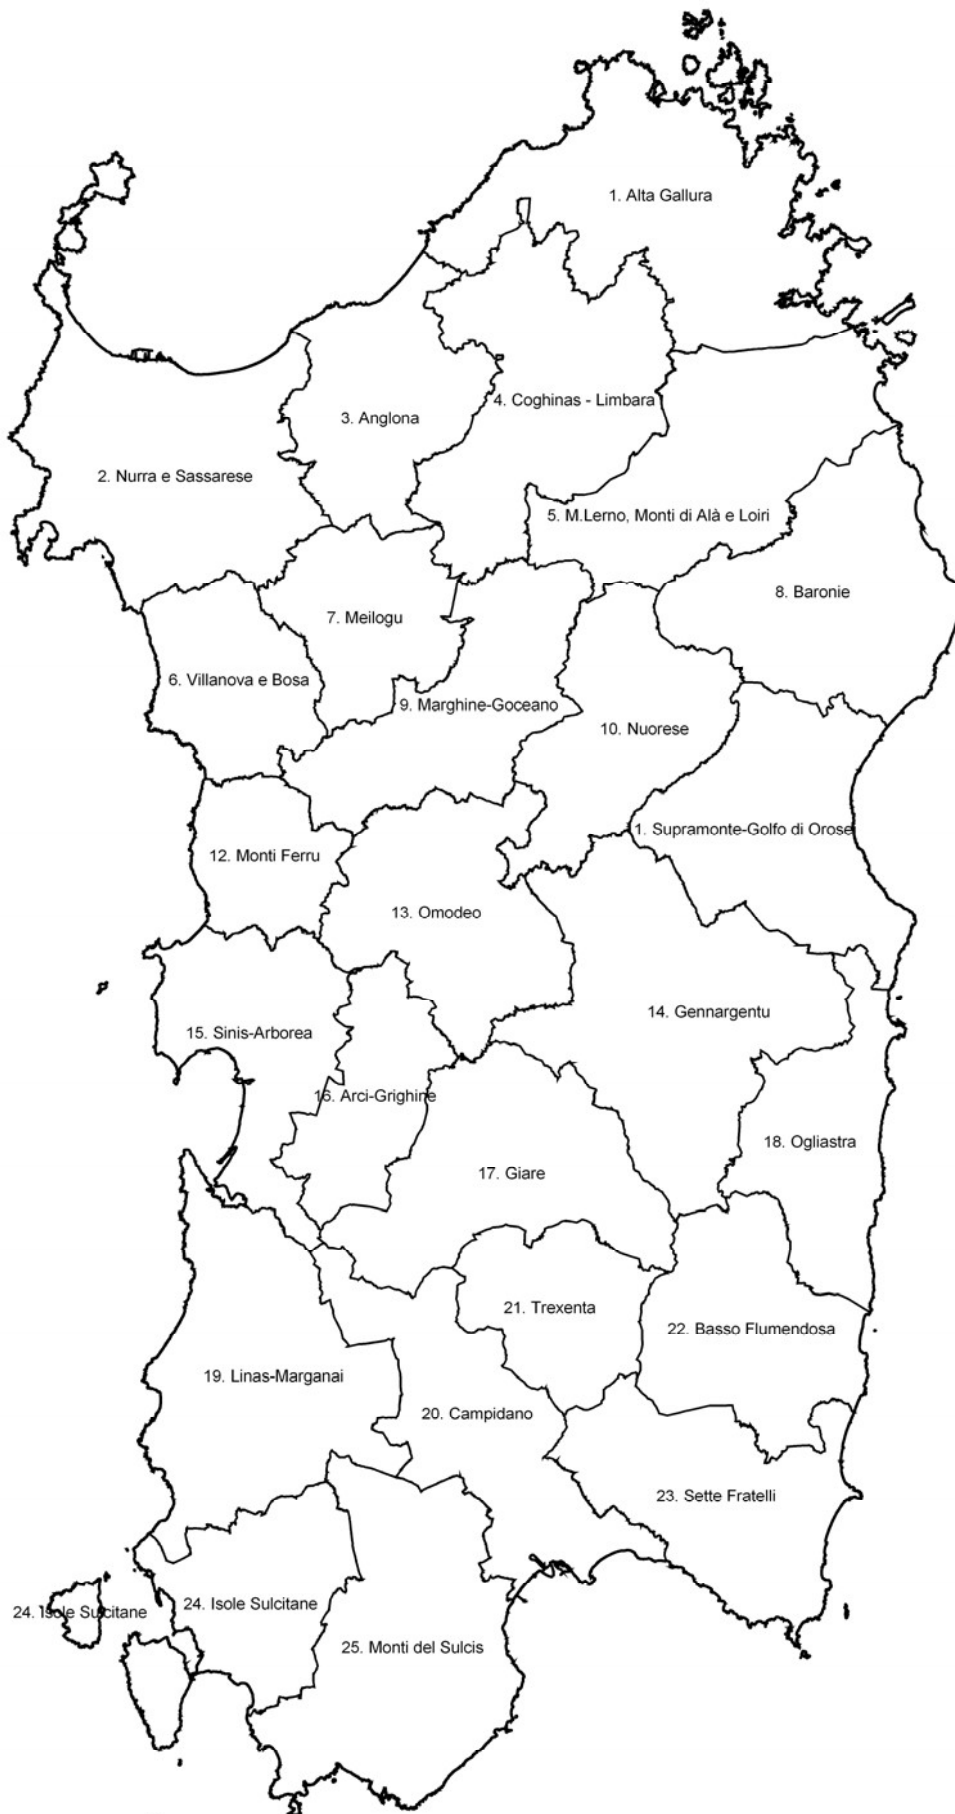 1. Alta Gallura
4. Coghinas - Limbara
3. Anglona
2. Nurra e Sassarese
5. M.Lerno, Monti di Alà e Loiri
8. Baronie
7. Meilogu
6. Villanova e Bosa
9. Marghine-Goceano
10. Nuorese
1. Supramonte-Golfo di Orose
12. Monti Ferru
13. Omodeo
14. Gennargentu
15. Sinis-Arborea
16. Arci-Grighine
18. Ogliastra
17. Giare
21. Trexenta
22. Basso Flumendosa
19. Linas-Marganai
20. Campidano
23. Sette Fratelli
24. Isole Sulcitane
24. Isole Sulcitane
25. Monti del Sulcis